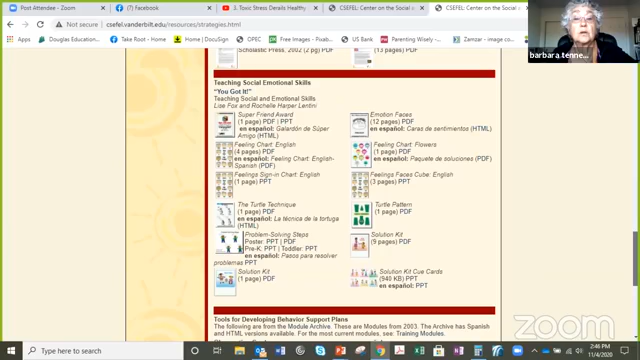 Post Attendee - Zoom
(2) Facebook
3. Toxic Stress Derails Healthy
CSEFEL: Center on the Social
CSEFEL: Center on the Social
Not secure
csefel.vanderbilt.edu/resources/strategies.html
Apps
Douglas Education...
Take Root - Home
Free Images - Pixab...
CDC
US Bank
Parenting Wisely -...
Zamzar - Free onlin...
barbara tenne...
Scholastic Press, 2002 (2 pg) PDF
(13 pages) PDF
Teaching Social Emotional Skills
"You Got It!"
Teaching Social and Emotional Skills
Lise Fox and Rochelle Harper Lentini
Super Friend Award
(1 page) PDF | PPT
en español: Galardón de Súper
Amigo (HTML)
Emotion Faces
(12 pages) PDF
en español: Caras de sentimientos (HTML)
Feeling Chart: English
(4 pages) PDF
en español: Feeling Chart: English-
Spanish (PDF)
Feeling Chart: Flowers
(1 page) PDF
en español: Paquete de soluciones (PDF)
Feelings Sign-in Chart: English
(1 page) PPT
Feelings Faces Cube: English
(3 pages) PPT
The Turtle Technique
(1 page) PDF
en español: La técnica de la tortuga
(HTML)
Turtle Pattern
(1 page) PDF
Problem-Solving Steps
Poster: PPT | PDF
Pre-K: PPT | Toddler: PPT
en español: Pasos para resolver
problemas PPT
Solution Kit
(9 pages) PDF
Solution Kit
(1 page) PDF
Solution Kit Cue Cards
(940 KB) PPT
en español: PPT
Tools for Developing Behavior Support Plans
The following are from the Module Archive. These are Modules from 2003. The Archive has Spanish
and HTML versions available. For the most current modules, see: Training Modules.
zoom
Type here to search
2:46 PM
11/4/2020